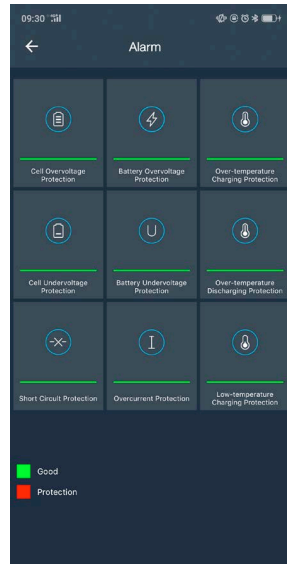 09:30
Alarm
Cell Overvoltage
Protection
Battery Overvoltage
Protection
Over-temperature
Charging Protection
U
Cell Undervoltage
Protection
Battery Undervoltage
Protection
Over-temperature
Discharging Protection
I
Short Circuit Protection
Overcurrent Protection
Low-temperature
Charging Protection
Good
Protection